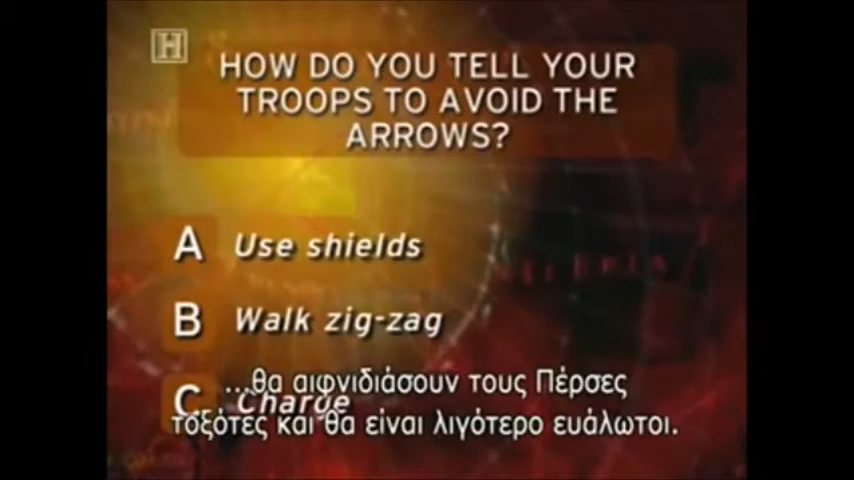 H
HOW DO YOU TELL YOUR
TROOPS TO AVOID THE
ARROWS?
A Use shields
B Walk zig-zag
C Charge
...θα αιφνιδιάσουν τους Πέρσες
τοξότες και θα είναι λιγότερο ευάλωτοι.